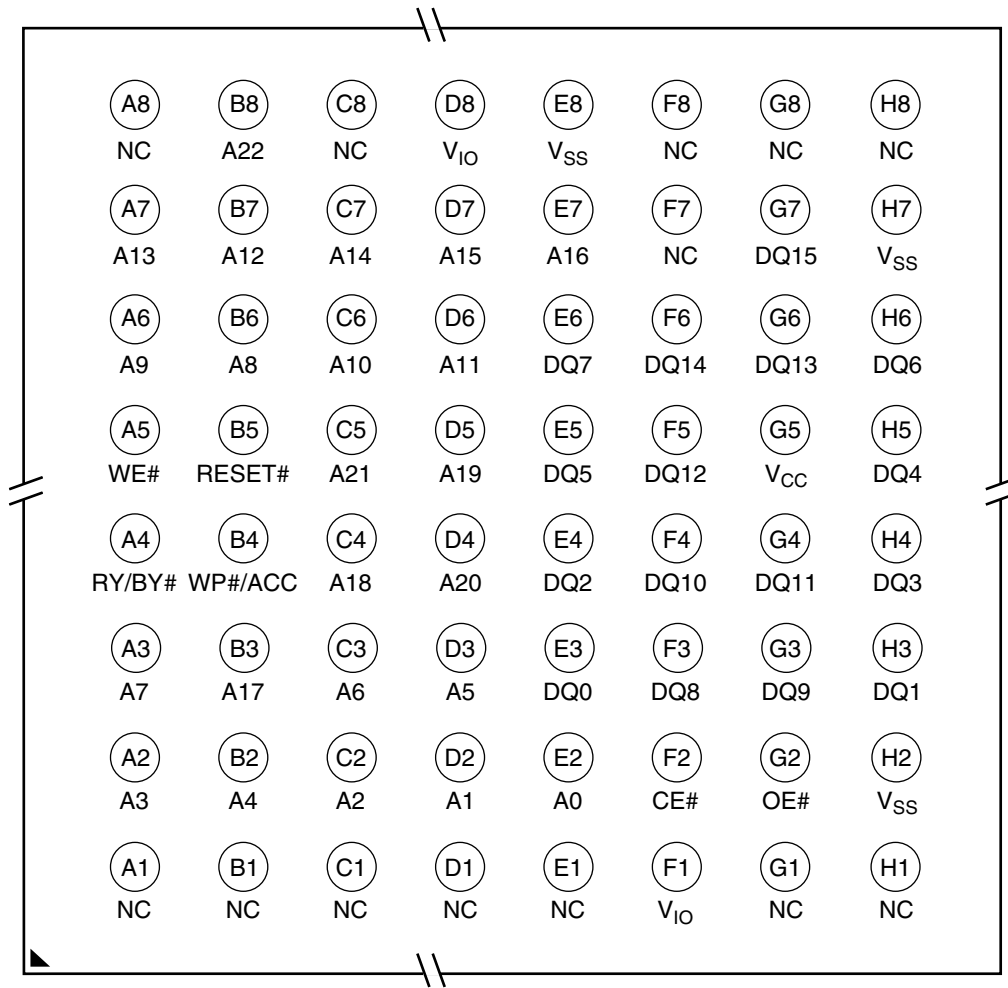 A8 B8 C8 D8 E8 F8 G8 H8
NC A22 NC VIO VSS NC NC NC
A7 B7 C7 D7 E7 F7 G7 H7
A13 A12 A14 A15 A16 NC DQ15 VSS
A6 B6 C6 D6 E6 F6 G6 H6
A9 A8 A10 A11 DQ7 DQ14 DQ13 DQ6
A5 B5 C5 D5 E5 F5 G5 H5
WE# RESET# A21 A19 DQ5 DQ12 VCC DQ4
A4 B4 C4 D4 E4 F4 G4 H4
RY/BY# WP#/ACC A18 A20 DQ2 DQ10 DQ11 DQ3
A3 B3 C3 D3 E3 F3 G3 H3
A7 A17 A6 A5 DQ0 DQ8 DQ9 DQ1
A2 B2 C2 D2 E2 F2 G2 H2
A3 A4 A2 A1 A0 CE# OE# VSS
A1 B1 C1 D1 E1 F1 G1 H1
NC NC NC NC NC VIO NC NC